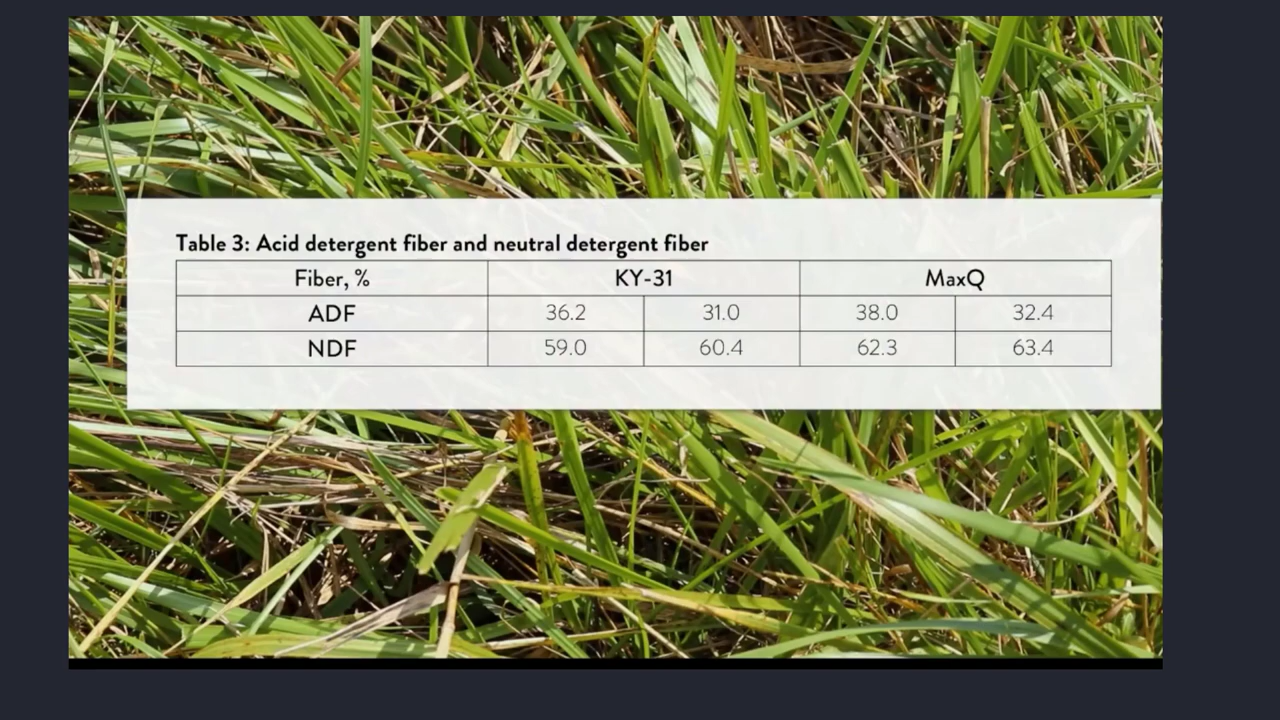 Table 3: Acid detergent fiber and neutral detergent fiber
Fiber, % KY-31 MaxQ
ADF 36.2 31.0 38.0 32.4
NDF 59.0 60.4 62.3 63.4